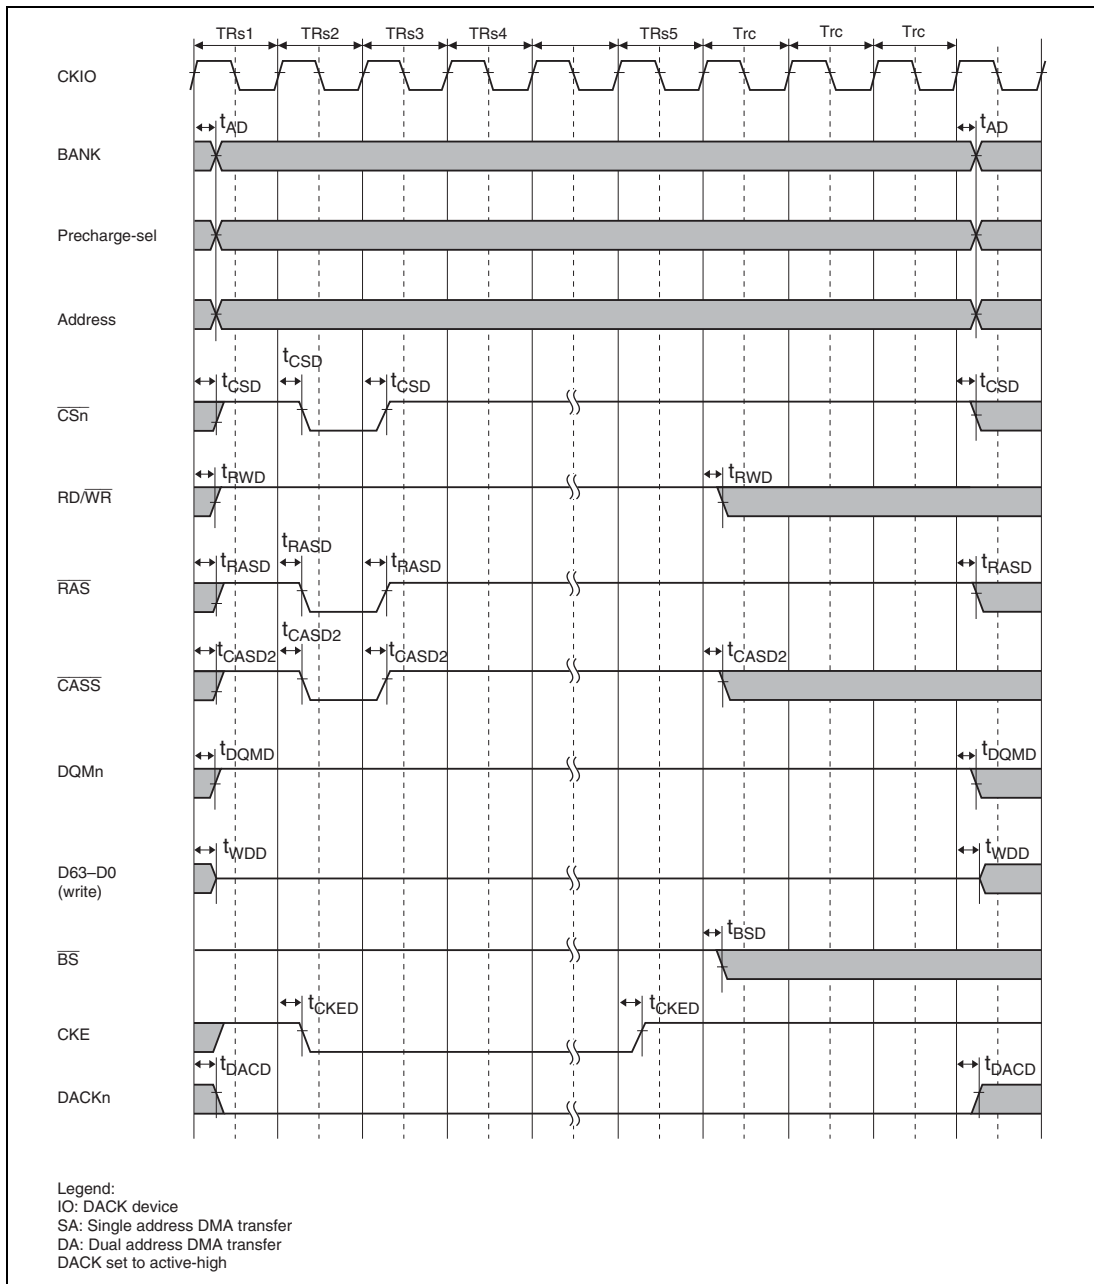 TRs1 TRs2 TRs3 TRs4 TRs5 Trc Trc Trc
CKIO
tAD tAD
BANK
Precharge-sel
Address
tCSD
tCSD tCSD tCSD
CSn
tRWD tRWD
RD/WR
tRASD
tRASD tRASD tRASD
RAS
tCASD2
tCASD2 tCASD2 tCASD2
CASS
tDQMD tDQMD
DQMn
tWDD tWDD
D63–D0
(write)
tBSD
BS
tCKED tCKED
CKE
tDACD tDACD
DACKn
Legend:
IO: DACK device
SA: Single address DMA transfer
DA: Dual address DMA transfer
DACK set to active-high